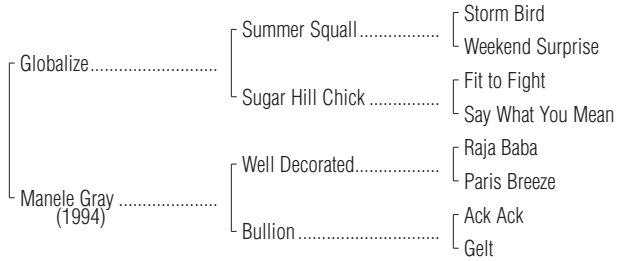 Storm Bird
Summer Squall..................
Weekend Surprise
Globalize............................
Fit to Fight
Sugar Hill Chick ...............
Say What You Mean
Raja Baba
Well Decorated...................
Paris Breeze
Manele Gray ......................
(1994)
Ack Ack
Bullion ...............................
Gelt